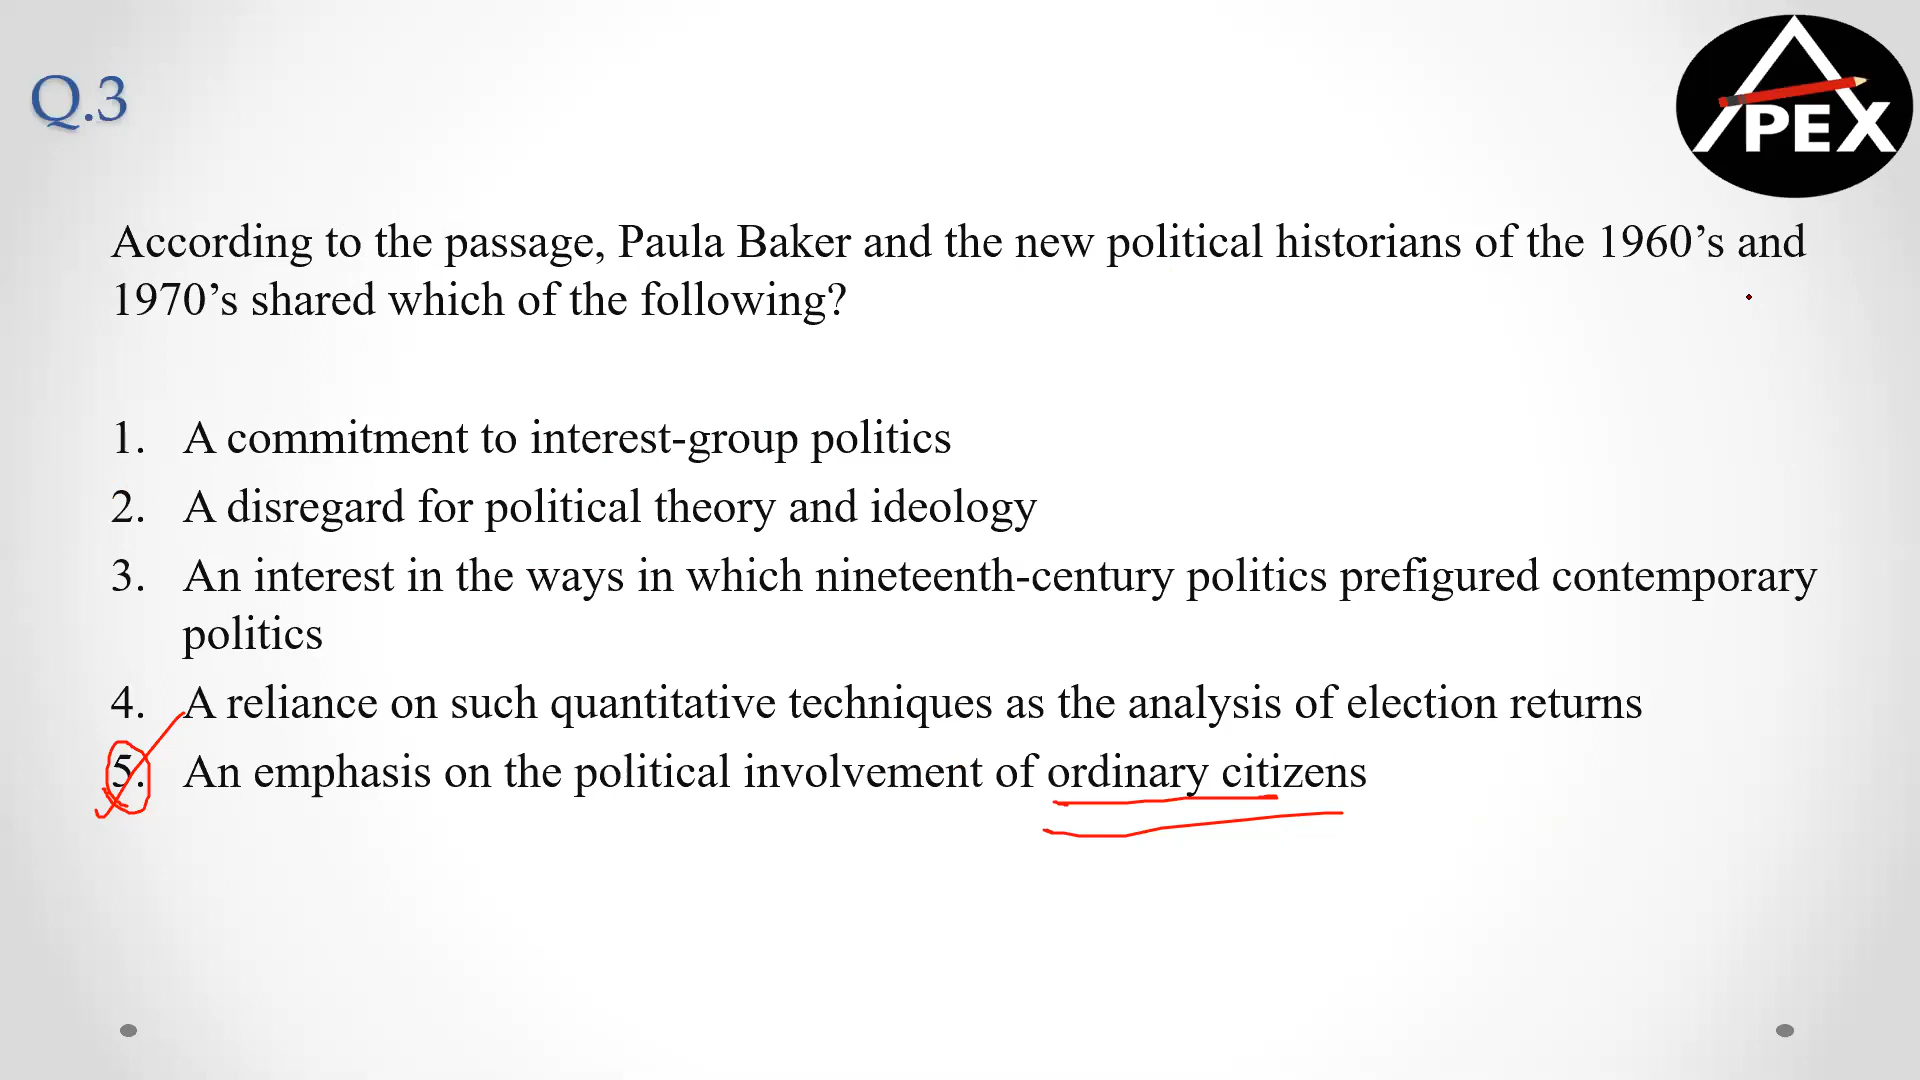 Q.3
APEX
According to the passage, Paula Baker and the new political historians of the 1960’s and
1970’s shared which of the following?
1. A commitment to interest-group politics
2. A disregard for political theory and ideology
3. An interest in the ways in which nineteenth-century politics prefigured contemporary
politics
4. A reliance on such quantitative techniques as the analysis of election returns
5. An emphasis on the political involvement of ordinary citizens